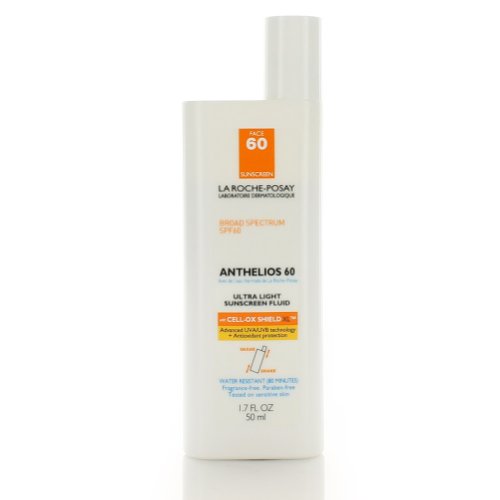 FACE
60
SUNSCREEN
LA ROCHE-POSAY
LABORATOIRE DERMATOLOGIQUE
BROAD SPECTRUM
SPF60
ANTHELIOS 60
ULTRA LIGHT
SUNSCREEN FLUID
CELL-OX SHIELD XL™
Advanced UVA/UVB technology
+ Antioxidant protection
SHAKE
WATER RESISTANT (80 MINUTES)
Fragrance-free. Paraben-free
Tested on sensitive skin
1.7 FL OZ
50 ml